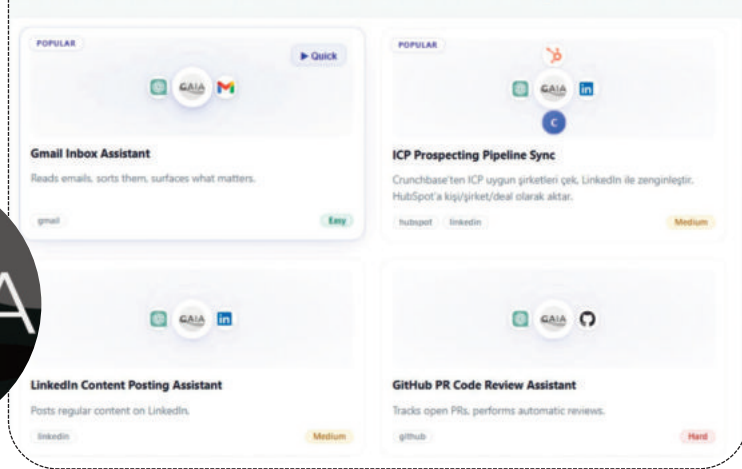 POPULAR
▶ Quick
GAIA
Gmail Inbox Assistant
Reads emails, sorts them, surfaces what matters.
gmail
Easy
POPULAR
GAIA
in
C
ICP Prospecting Pipeline Sync
Crunchbase'ten ICP uygun şirketleri çek, LinkedIn ile zenginleştir.
HubSpot'a kişi/şirket/deal olarak aktar.
hubspot linkedin
Medium
A
GAIA
in
LinkedIn Content Posting Assistant
Posts regular content on LinkedIn.
linkedin
Medium
GAIA
GitHub PR Code Review Assistant
Tracks open PRs, performs automatic reviews.
github
Hard